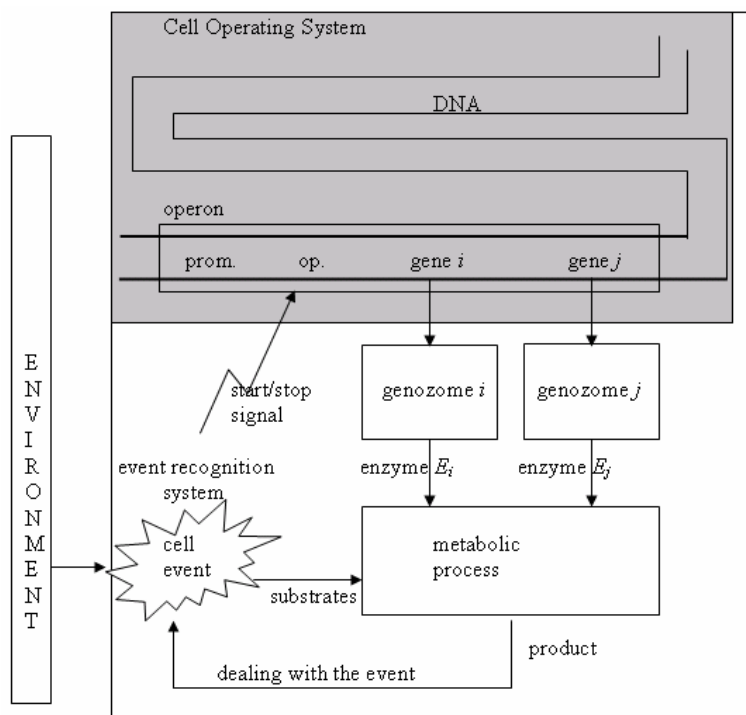 Cell Operating System
DNA
operon
prom. op. gene i gene j
ENVIRONMENT
genozome i genozome j
start/stop
signal
enzyme Ei enzyme Ej
event recognition
system
cell
event
metabolic
process
substrates
product
dealing with the event